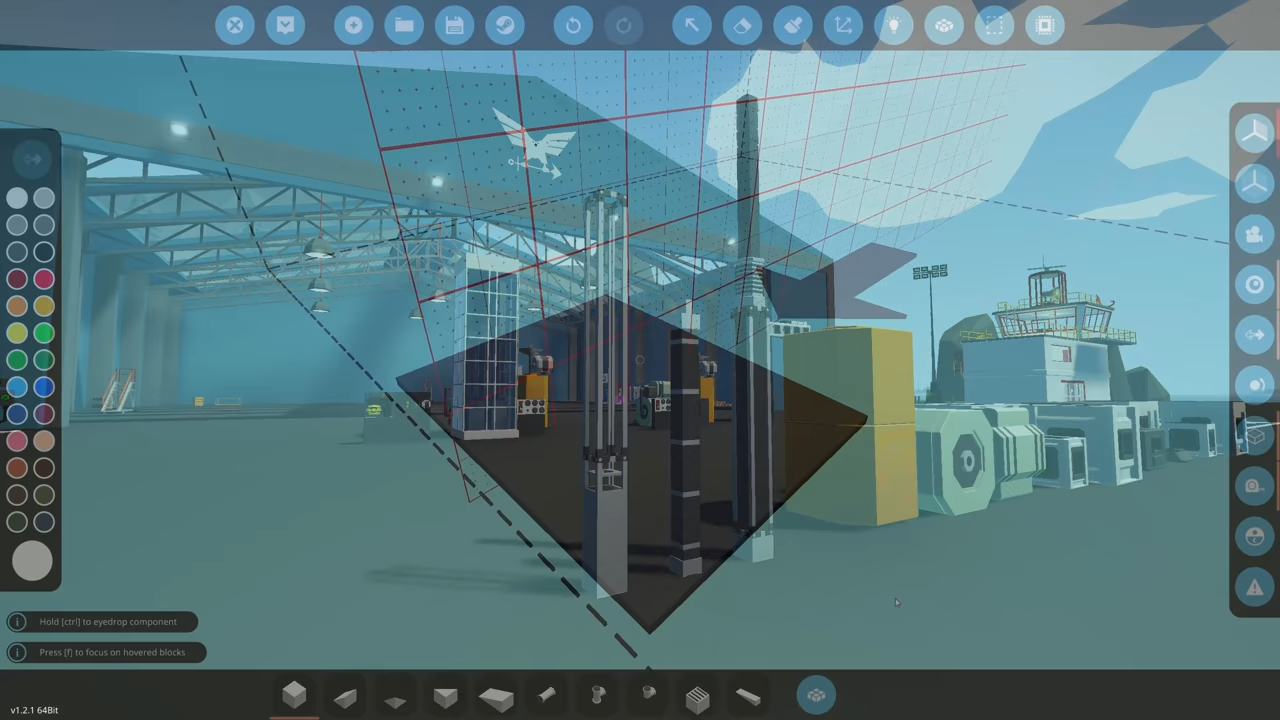 Hold [ctrl] to eyedrop component
Press [f] to focus on hovered blocks
v1.2.1 64Bit